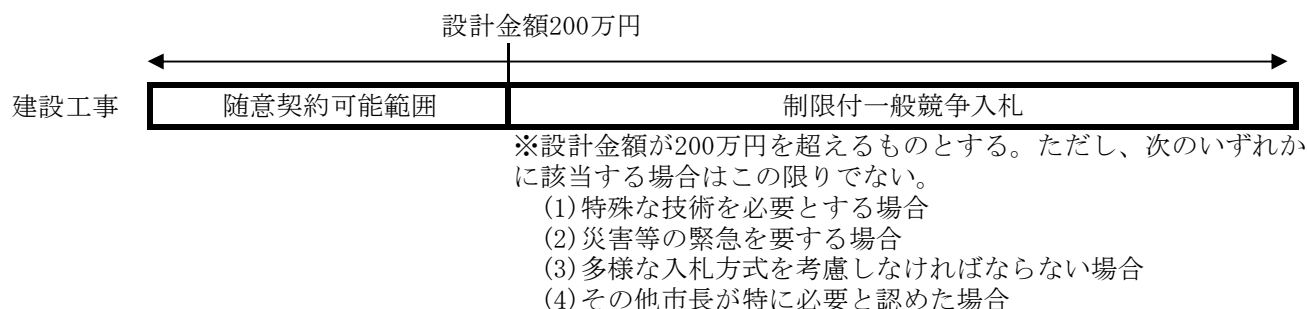 設計金額200万円
建設工事 随意契約可能範囲 制限付一般競争入札
※設計金額が200万円を超えるものとする。ただし、次のいずれか
に該当する場合はこの限りでない。
(1)特殊な技術を必要とする場合
(2)災害等の緊急を要する場合
(3)多様な入札方式を考慮しなければならない場合
(4)その他市長が特に必要と認めた場合